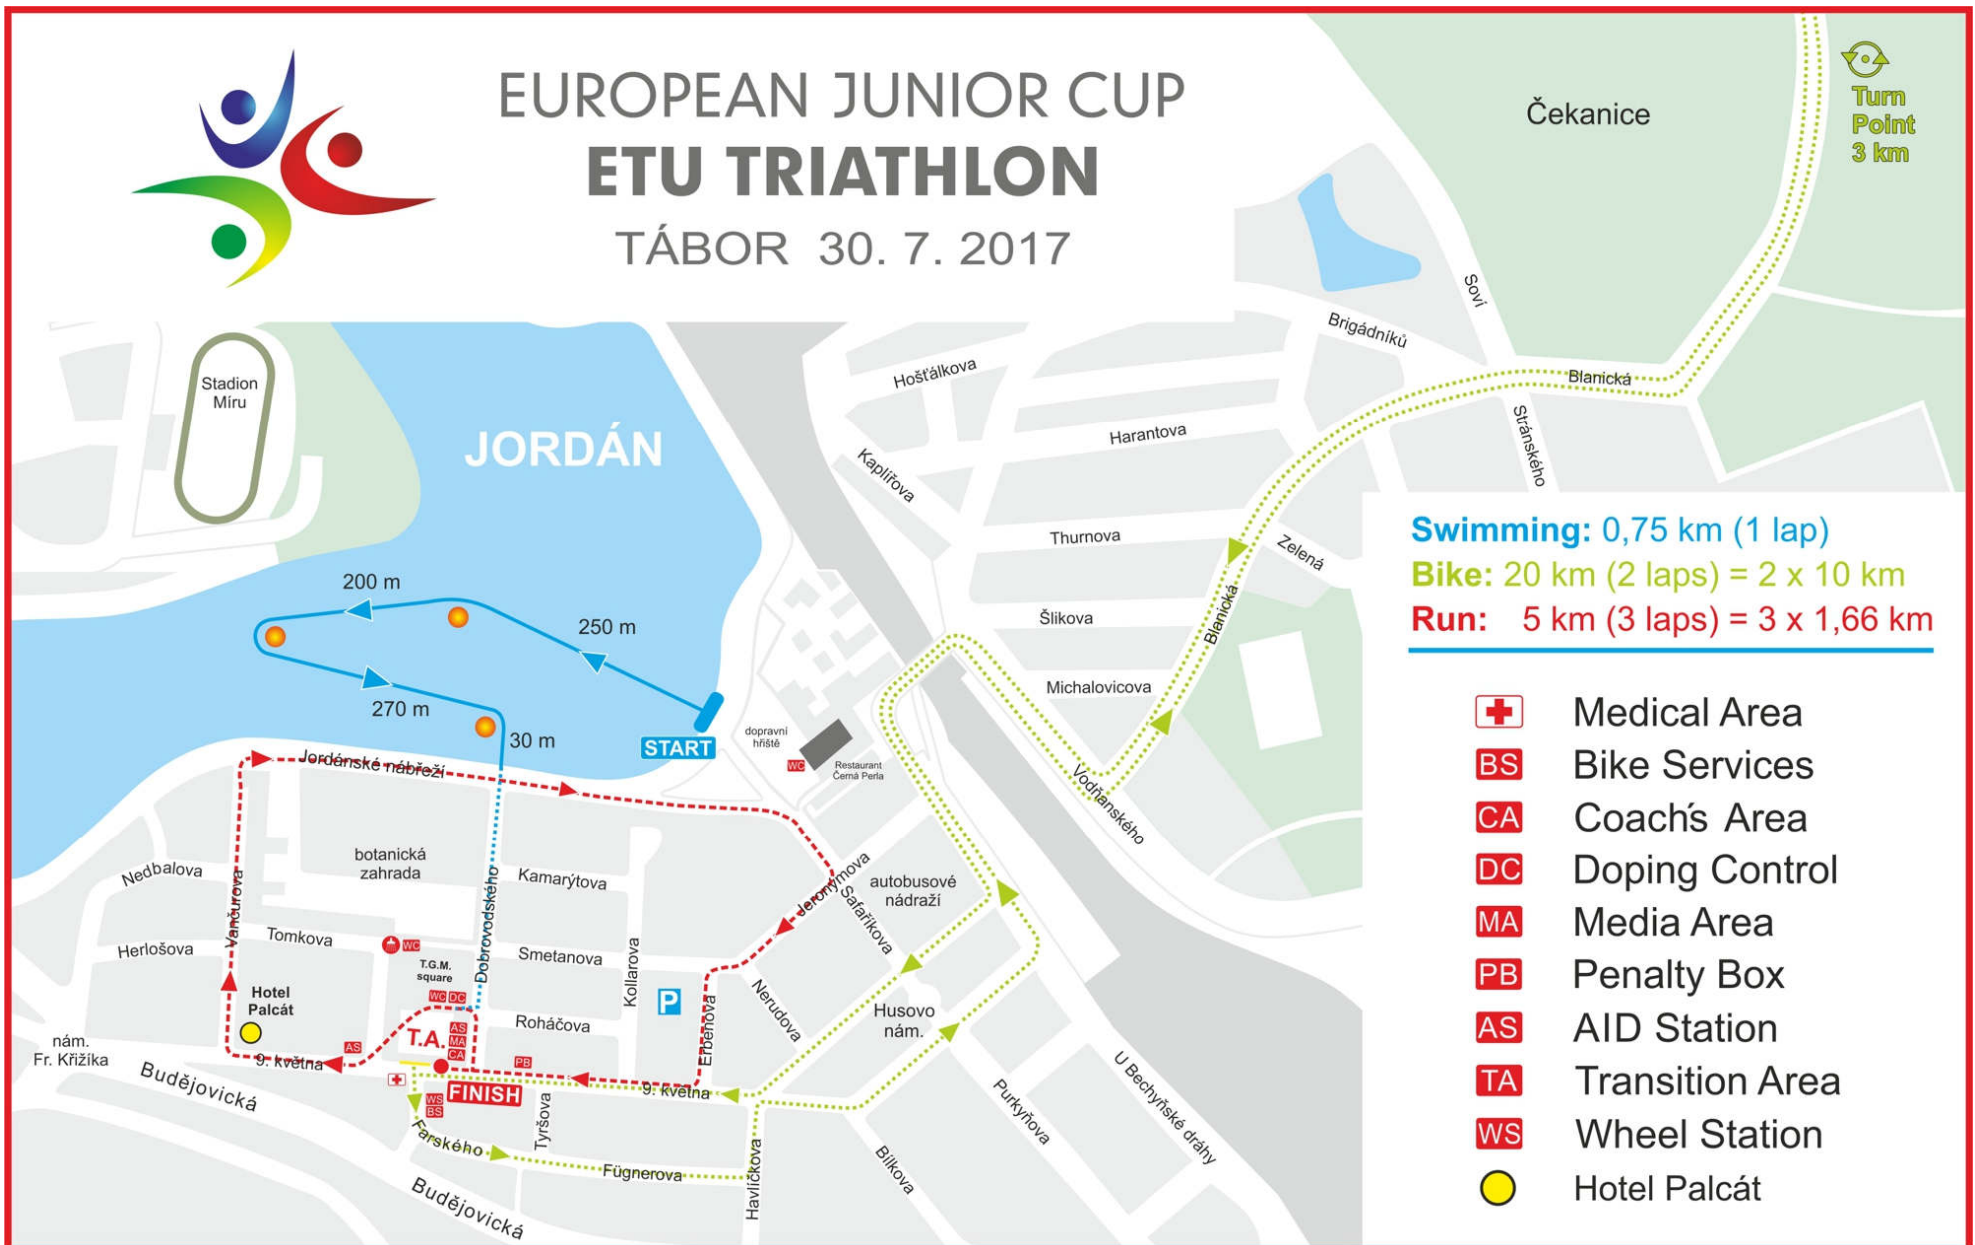 EUROPEAN JUNIOR CUP
ETU TRIATHLON
TÁBOR 30. 7. 2017
Čekanice
Turn
Point
3 km
Soví
Brigádníků
Blanická
Stránského
Stadion
Míru
JORDÁN
Hošťálkova
Harantova
Kaplířova
Thurnova
Zelená
Šlikova
Blanická
Michalovicova
Vodňanského
200 m
250 m
270 m
30 m
START
dopravní
hřiště
WC
Restaurant
Černá Perla
Jordánské nábřeží
botanická
zahrada
Nedbalova
Vančurova
Kamarýtova
Dobrovodského
Jeronýmova
Safaříkova
autobusové
nádraží
Herlošova
Tomkova
WC
T.G.M.
square
Smetanova
Kollarova
P
Erbenova
Nerudova
Husovo
nám.
Hotel
Palcát
WC DC
T.A.
AS
MA
CA
Roháčova
PB
AS
nám.
Fr. Křižíka
9. května
Budějovická
FINISH
9. května
WS
BS
Farského
Tyršova
Fügnerova
Havlíčkova
Bílkova
Purkyňova
U Bechyňské dráhy
Budějovická
Swimming: 0,75 km (1 lap)
Bike: 20 km (2 laps) = 2 x 10 km
Run: 5 km (3 laps) = 3 x 1,66 km
Medical Area
BS Bike Services
CA Coach's Area
DC Doping Control
MA Media Area
PB Penalty Box
AS AID Station
TA Transition Area
WS Wheel Station
Hotel Palcát